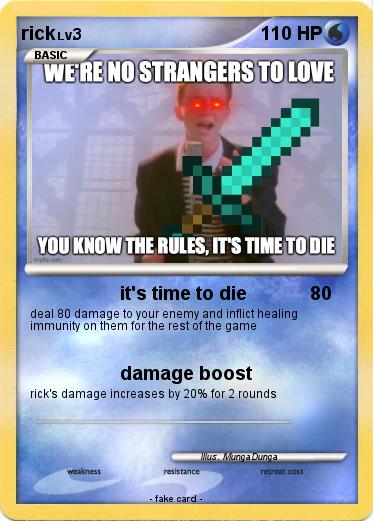 rick LV3 110 HP
BASIC
WE'RE NO STRANGERS TO LOVE
YOU KNOW THE RULES, IT'S TIME TO DIE
imgflip.com
it's time to die 80
deal 80 damage to your enemy and inflict healing
immunity on them for the rest of the game
damage boost
rick's damage increases by 20% for 2 rounds
Illus. MungaDunga
weakness resistance retreat cost
- fake card -